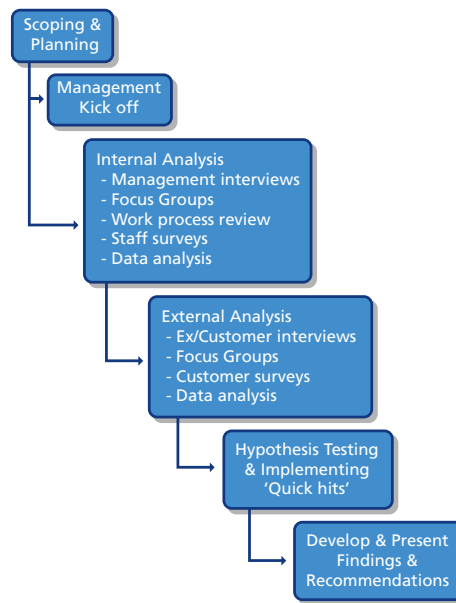 Scoping &
Planning
Management
Kick off
Internal Analysis
- Management interviews
- Focus Groups
- Work process review
- Staff surveys
- Data analysis
External Analysis
- Ex/Customer interviews
- Focus Groups
- Customer surveys
- Data analysis
Hypothesis Testing
& Implementing
'Quick hits'
Develop & Present
Findings &
Recommendations